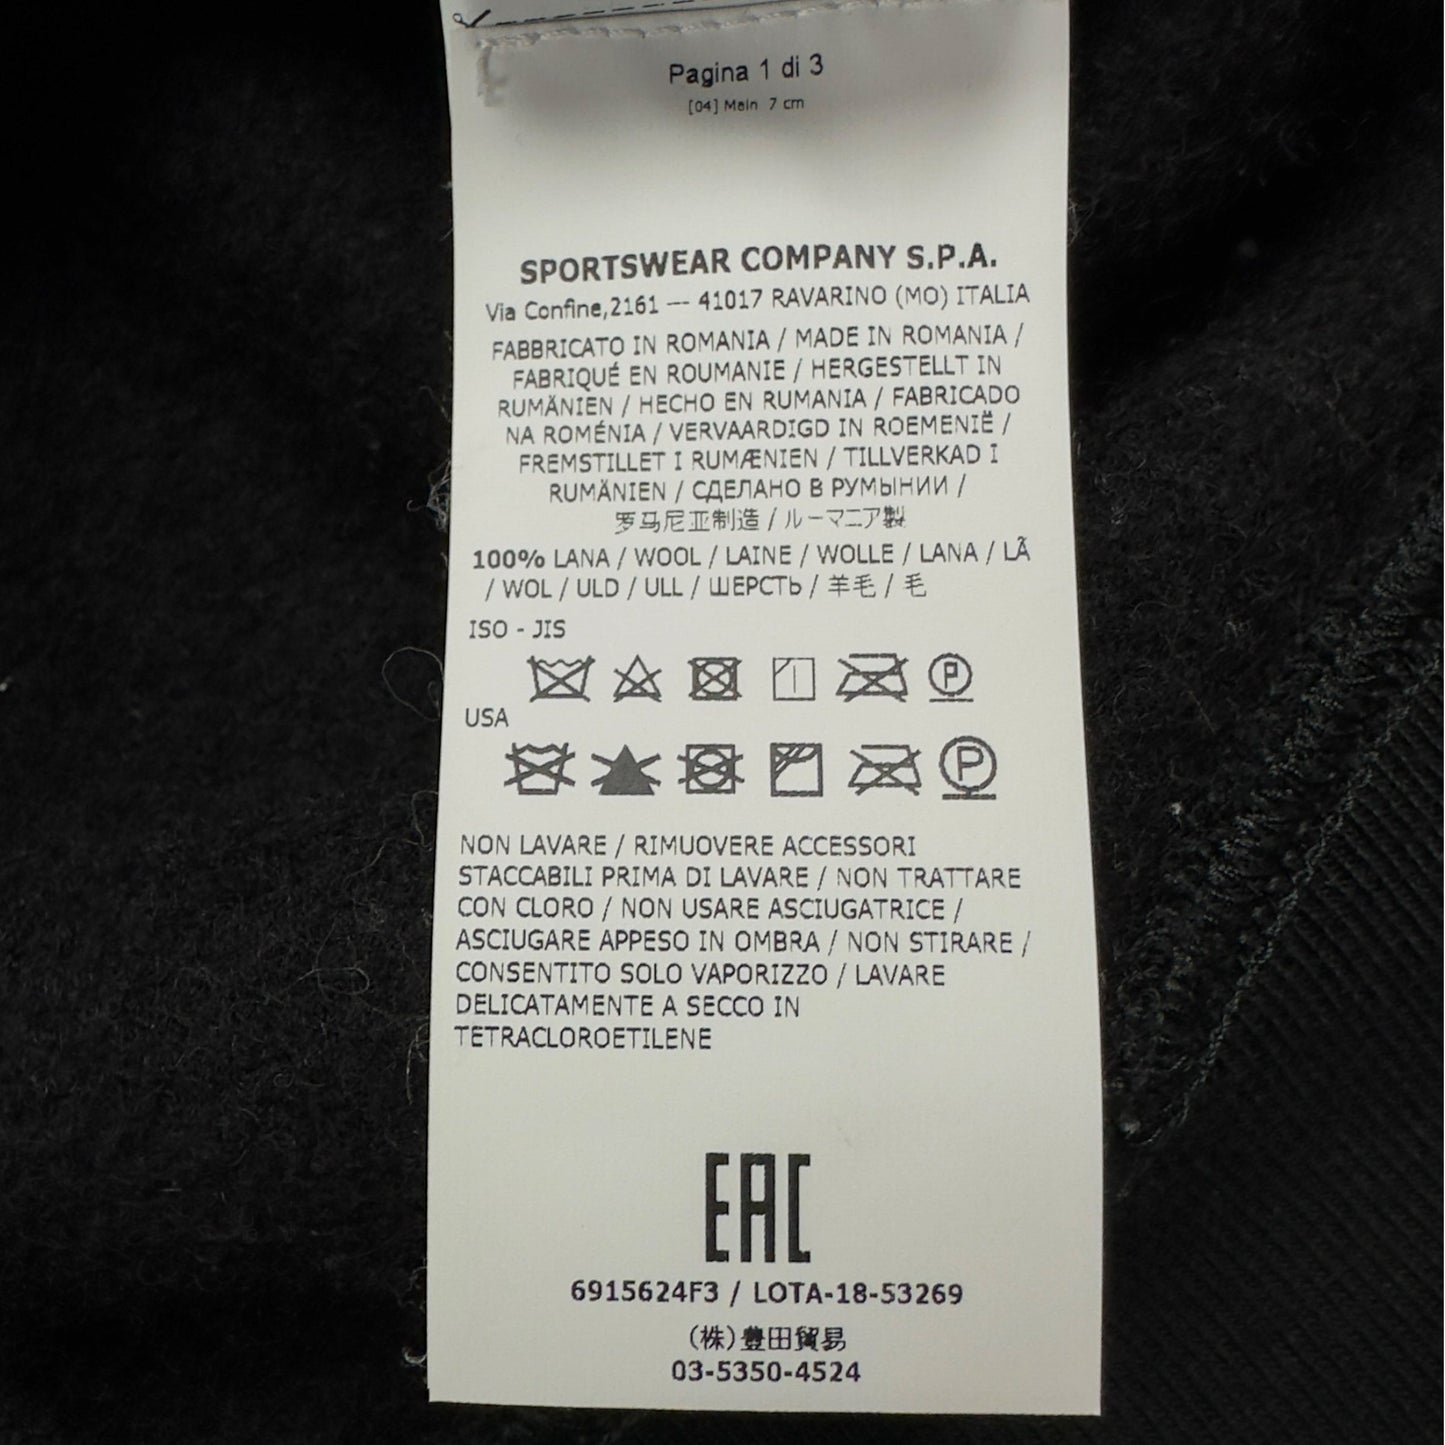 Pagina 1 di 3
[04] Main 7 cm
SPORTSWEAR COMPANY S.P.A.
Via Confine,2161 --- 41017 RAVARINO (MO) ITALIA
FABBRICATO IN ROMANIA / MADE IN ROMANIA /
FABRIQUÉ EN ROUMANIE / HERGESTELLT IN
RUMÄNIEN / HECHO EN RUMANIA / FABRICADO
NA ROMÉNIA / VERVAARDIGD IN ROEMENIË /
FREMSTILLET I RUMÆNIEN / TILLVERKAD I
RUMÄNIEN / СДЕЛАНО В РУМЫНИИ /
罗马尼亚制造 / ルーマニア製
100% LANA / WOOL / LAINE / WOLLE / LANA / LÃ
/ WOL / ULD / ULL / ШЕРСТЬ / 羊毛 / 毛
ISO - JIS
P
USA
P
NON LAVARE / RIMUOVERE ACCESSORI
STACCABILI PRIMA DI LAVARE / NON TRATTARE
CON CLORO / NON USARE ASCIUGATRICE /
ASCIUGARE APPESO IN OMBRA / NON STIRARE /
CONSENTITO SOLO VAPORIZZO / LAVARE
DELICATAMENTE A SECCO IN
TETRACLOROETILENE
EAC
6915624F3 / LOTA-18-53269
(株)豊田貿易
03-5350-4524